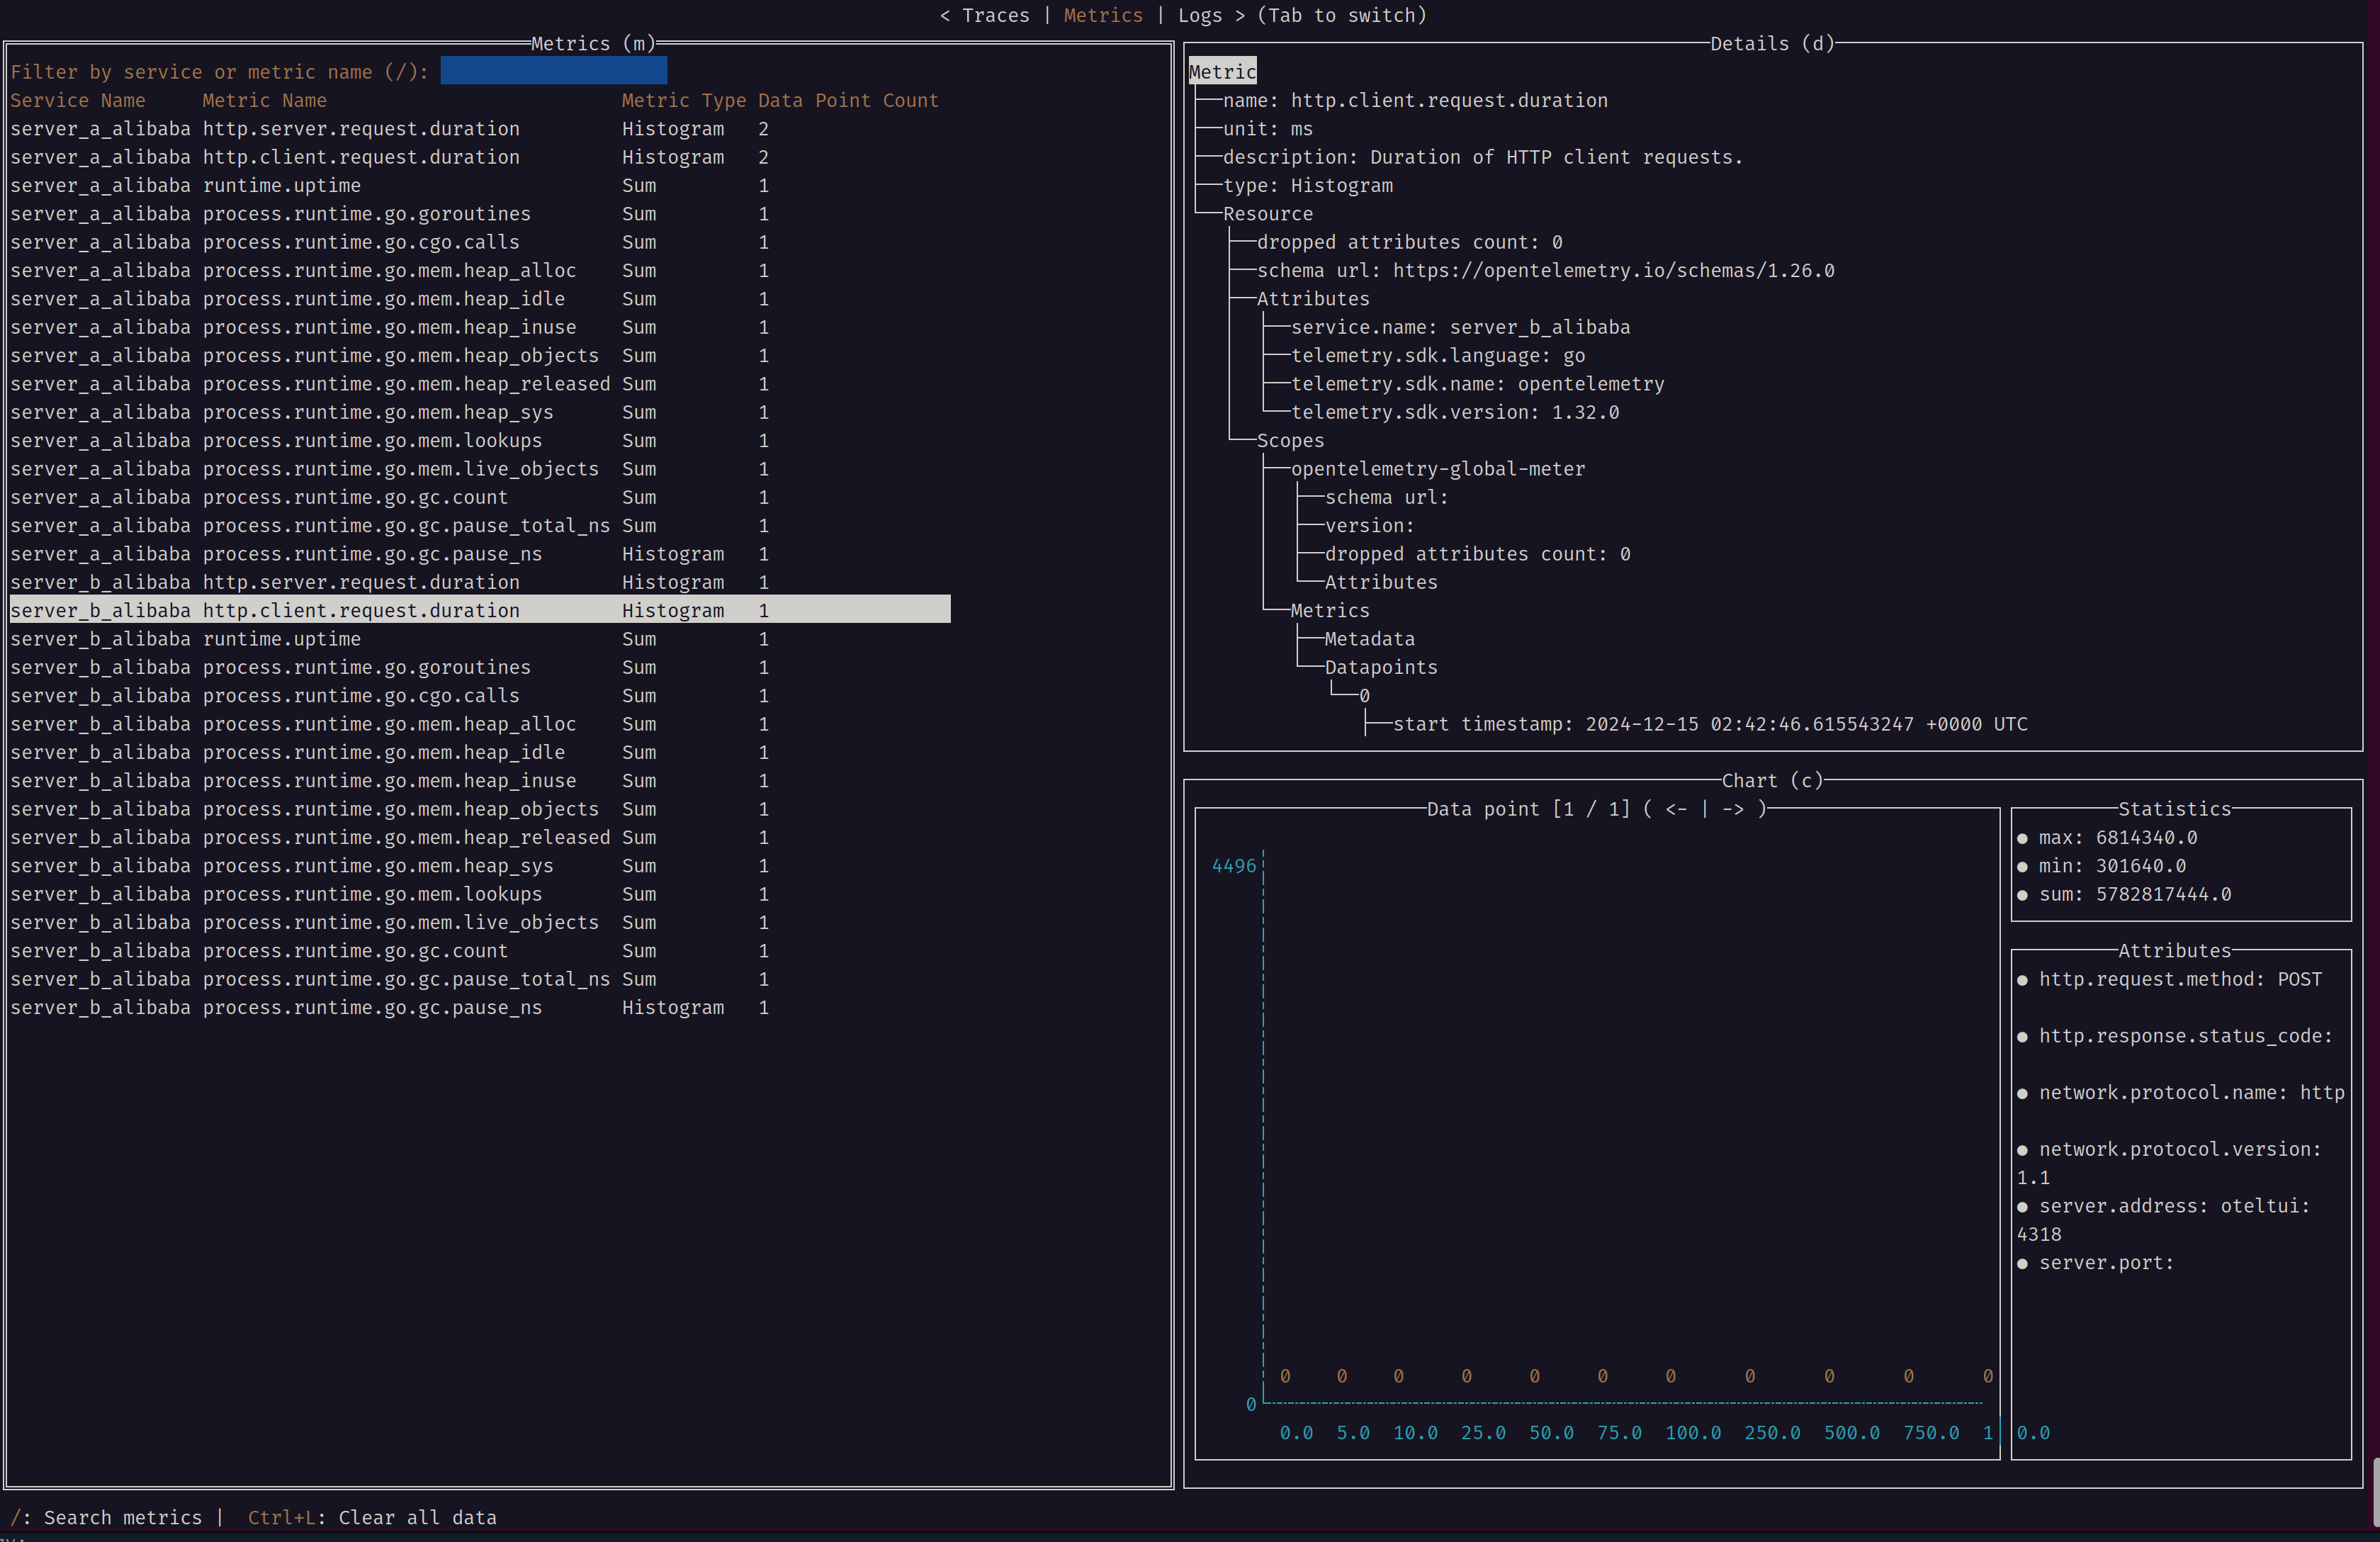 < Traces | Metrics | Logs > (Tab to switch)
Metrics (m)
Filter by service or metric name (/):
Service Name Metric Name Metric Type Data Point Count
server_a_alibaba http.server.request.duration Histogram 2
server_a_alibaba http.client.request.duration Histogram 2
server_a_alibaba runtime.uptime Sum 1
server_a_alibaba process.runtime.go.goroutines Sum 1
server_a_alibaba process.runtime.go.cgo.calls Sum 1
server_a_alibaba process.runtime.go.mem.heap_alloc Sum 1
server_a_alibaba process.runtime.go.mem.heap_idle Sum 1
server_a_alibaba process.runtime.go.mem.heap_inuse Sum 1
server_a_alibaba process.runtime.go.mem.heap_objects Sum 1
server_a_alibaba process.runtime.go.mem.heap_released Sum 1
server_a_alibaba process.runtime.go.mem.heap_sys Sum 1
server_a_alibaba process.runtime.go.mem.lookups Sum 1
server_a_alibaba process.runtime.go.mem.live_objects Sum 1
server_a_alibaba process.runtime.go.gc.count Sum 1
server_a_alibaba process.runtime.go.gc.pause_total_ns Sum 1
server_a_alibaba process.runtime.go.gc.pause_ns Histogram 1
server_b_alibaba http.server.request.duration Histogram 1
server_b_alibaba http.client.request.duration Histogram 1
server_b_alibaba runtime.uptime Sum 1
server_b_alibaba process.runtime.go.goroutines Sum 1
server_b_alibaba process.runtime.go.cgo.calls Sum 1
server_b_alibaba process.runtime.go.mem.heap_alloc Sum 1
server_b_alibaba process.runtime.go.mem.heap_idle Sum 1
server_b_alibaba process.runtime.go.mem.heap_inuse Sum 1
server_b_alibaba process.runtime.go.mem.heap_objects Sum 1
server_b_alibaba process.runtime.go.mem.heap_released Sum 1
server_b_alibaba process.runtime.go.mem.heap_sys Sum 1
server_b_alibaba process.runtime.go.mem.lookups Sum 1
server_b_alibaba process.runtime.go.mem.live_objects Sum 1
server_b_alibaba process.runtime.go.gc.count Sum 1
server_b_alibaba process.runtime.go.gc.pause_total_ns Sum 1
server_b_alibaba process.runtime.go.gc.pause_ns Histogram 1
Details (d)
Metric
name: http.client.request.duration
unit: ms
description: Duration of HTTP client requests.
type: Histogram
Resource
dropped attributes count: 0
schema url: https://opentelemetry.io/schemas/1.26.0
Attributes
service.name: server_b_alibaba
telemetry.sdk.language: go
telemetry.sdk.name: opentelemetry
telemetry.sdk.version: 1.32.0
Scopes
opentelemetry-global-meter
schema url:
version:
dropped attributes count: 0
Attributes
Metrics
Metadata
Datapoints
0
start timestamp: 2024-12-15 02:42:46.615543247 +0000 UTC
Chart (c)
Data point [1 / 1] ( <- | -> )
4496
0 0 0 0 0 0 0 0 0 0 0
0
0.0 5.0 10.0 25.0 50.0 75.0 100.0 250.0 500.0 750.0 1 0.0
Statistics
● max: 6814340.0
● min: 301640.0
● sum: 5782817444.0
Attributes
● http.request.method: POST
● http.response.status_code:
● network.protocol.name: http
● network.protocol.version:
1.1
● server.address: oteltui:
4318
● server.port:
/: Search metrics | Ctrl+L: Clear all data